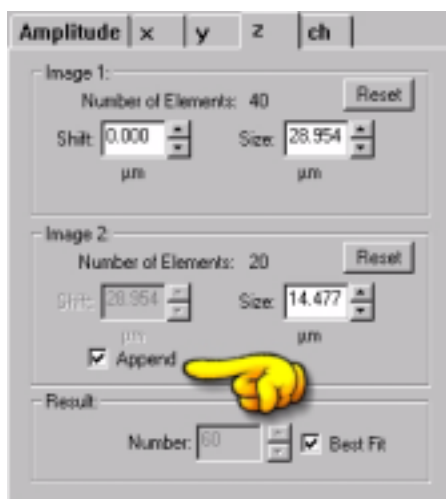 Amplitude x y z ch
Image 1:
Number of Elements: 40 Reset
Shift: 0.000 Size: 28.954
µm µm
Image 2:
Number of Elements: 20 Reset
Shift: 28.954 Size: 14.477
µm µm
Append
Result:
Number: 60 Best Fit